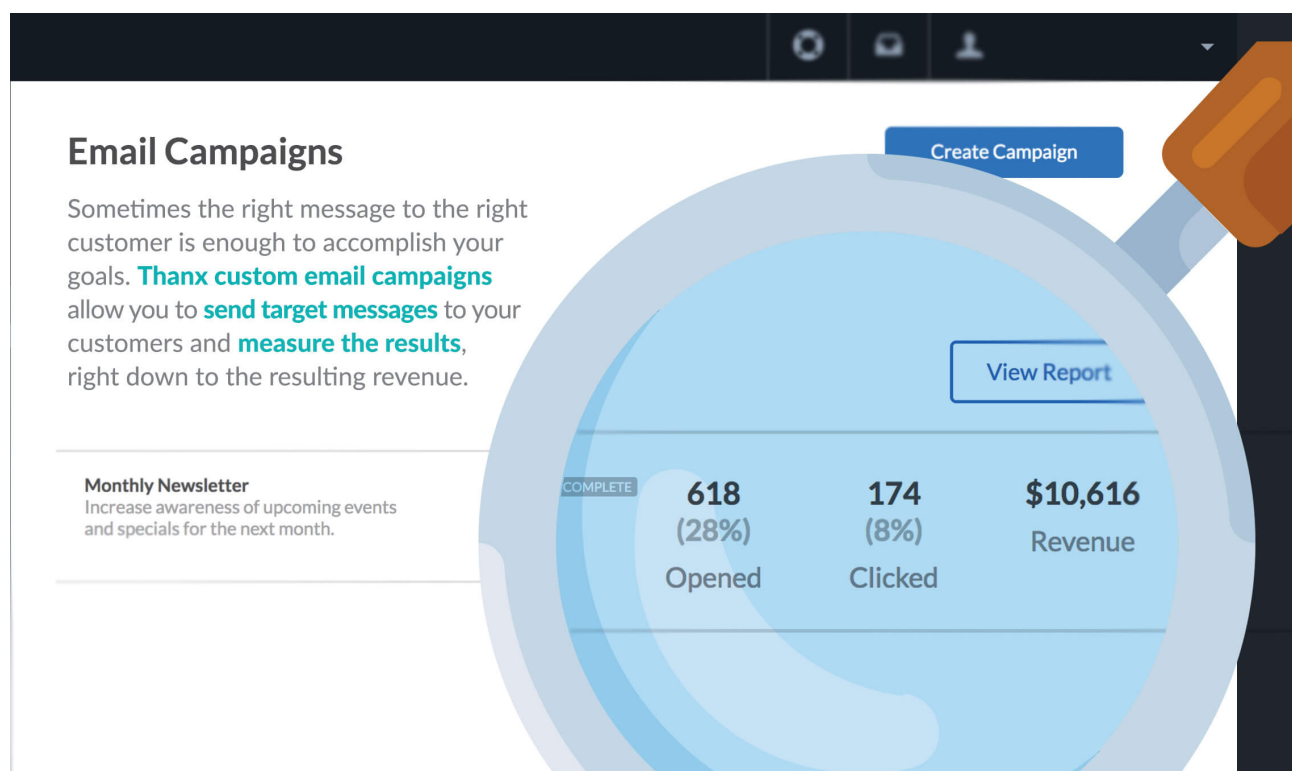 Email Campaigns
Create Campaign
Sometimes the right message to the right
customer is enough to accomplish your
goals. Thanx custom email campaigns
allow you to send target messages to your
customers and measure the results,
right down to the resulting revenue.
View Report
Monthly Newsletter
Increase awareness of upcoming events
and specials for the next month.
COMPLETE
618
(28%)
Opened
174
(8%)
Clicked
$10,616
Revenue